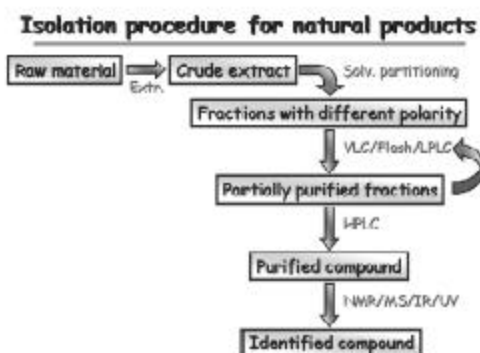 Isolation procedure for natural products
Raw material
Extr.
Crude extract
Solv. partitioning
Fractions with different polarity
VLC/Flash/LPLC
Partially purified fractions
HPLC
Purified compound
NMR/MS/IR/UV
Identified compound